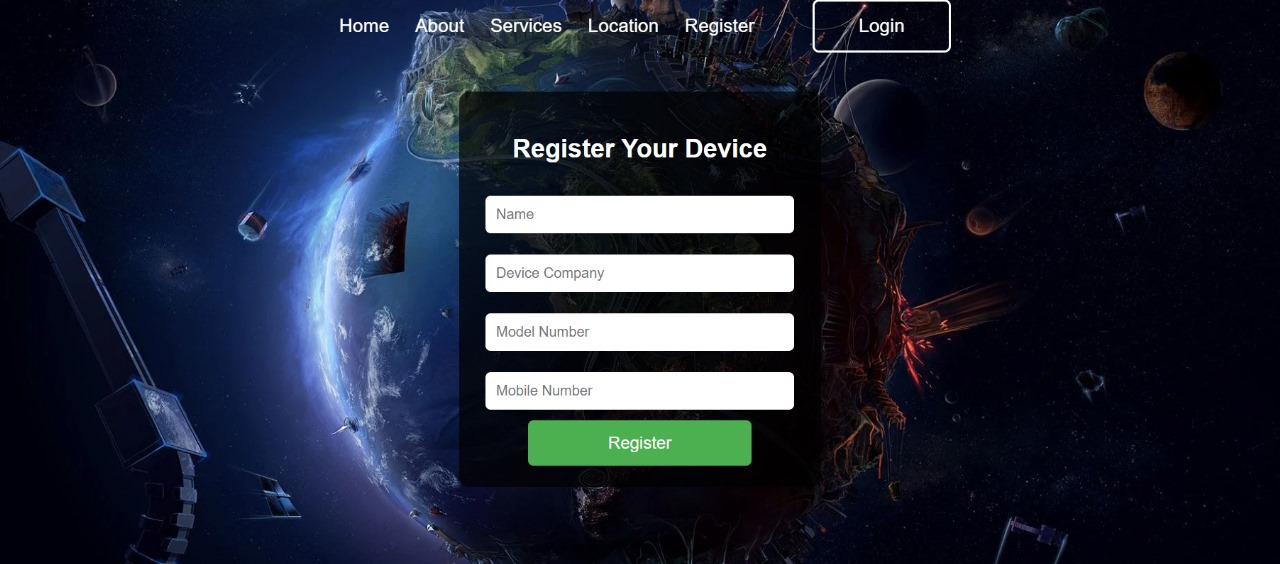 Home About Services Location Register Login
Register Your Device
Name
Device Company
Model Number
Mobile Number
Register